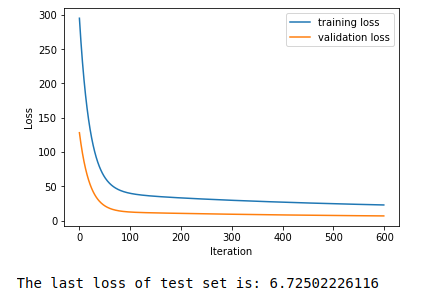 300
250
200
150
100
50
0
Loss
training loss
validation loss
0 100 200 300 400 500 600
Iteration
The last loss of test set is: 6.72502226116